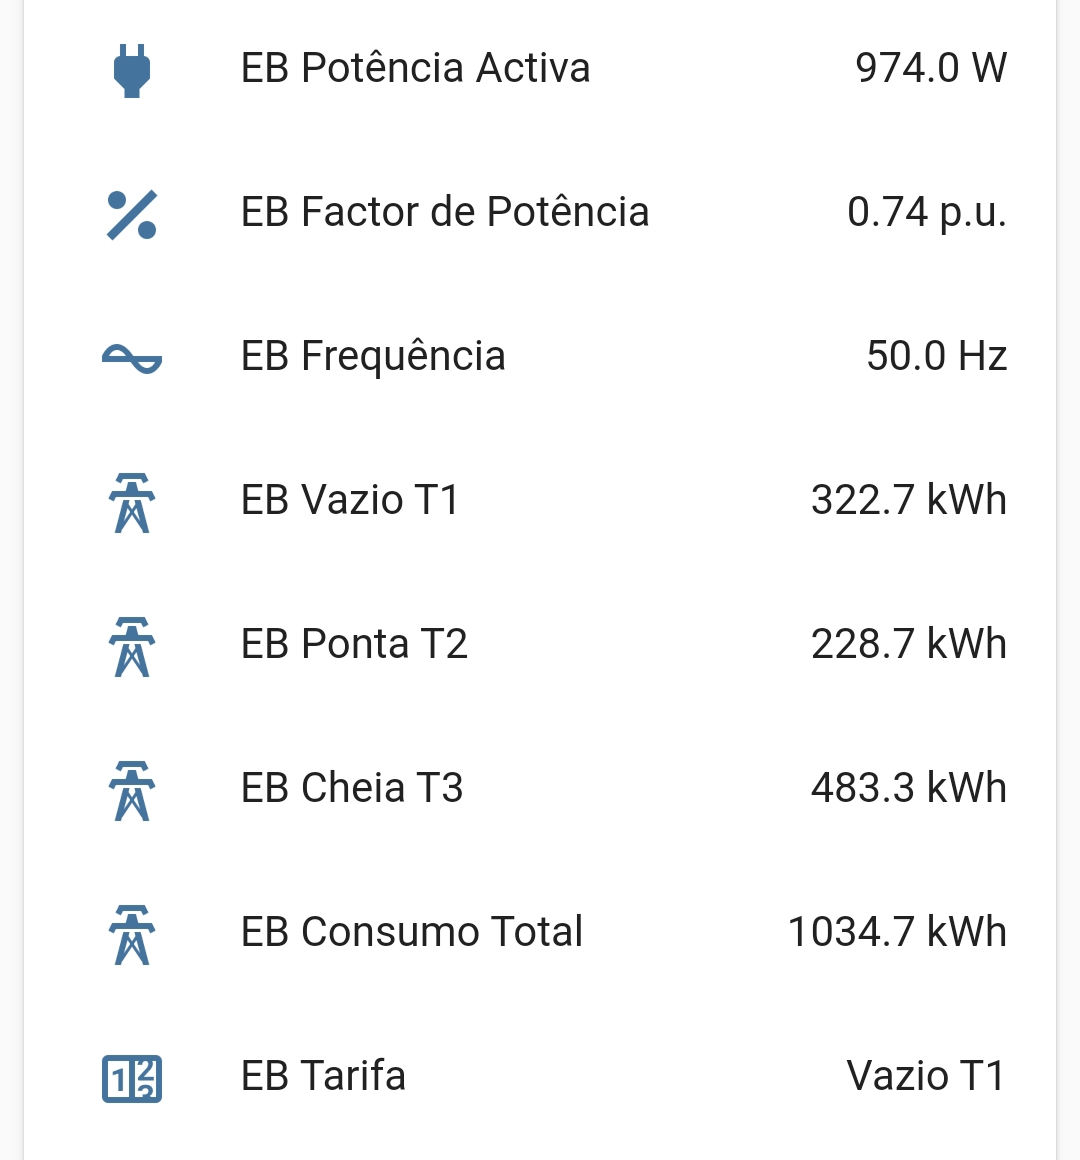 EB Potência Activa 974.0 W
EB Factor de Potência 0.74 p.u.
EB Frequência 50.0 Hz
EB Vazio T1 322.7 kWh
EB Ponta T2 228.7 kWh
EB Cheia T3 483.3 kWh
EB Consumo Total 1034.7 kWh
EB Tarifa Vazio T1